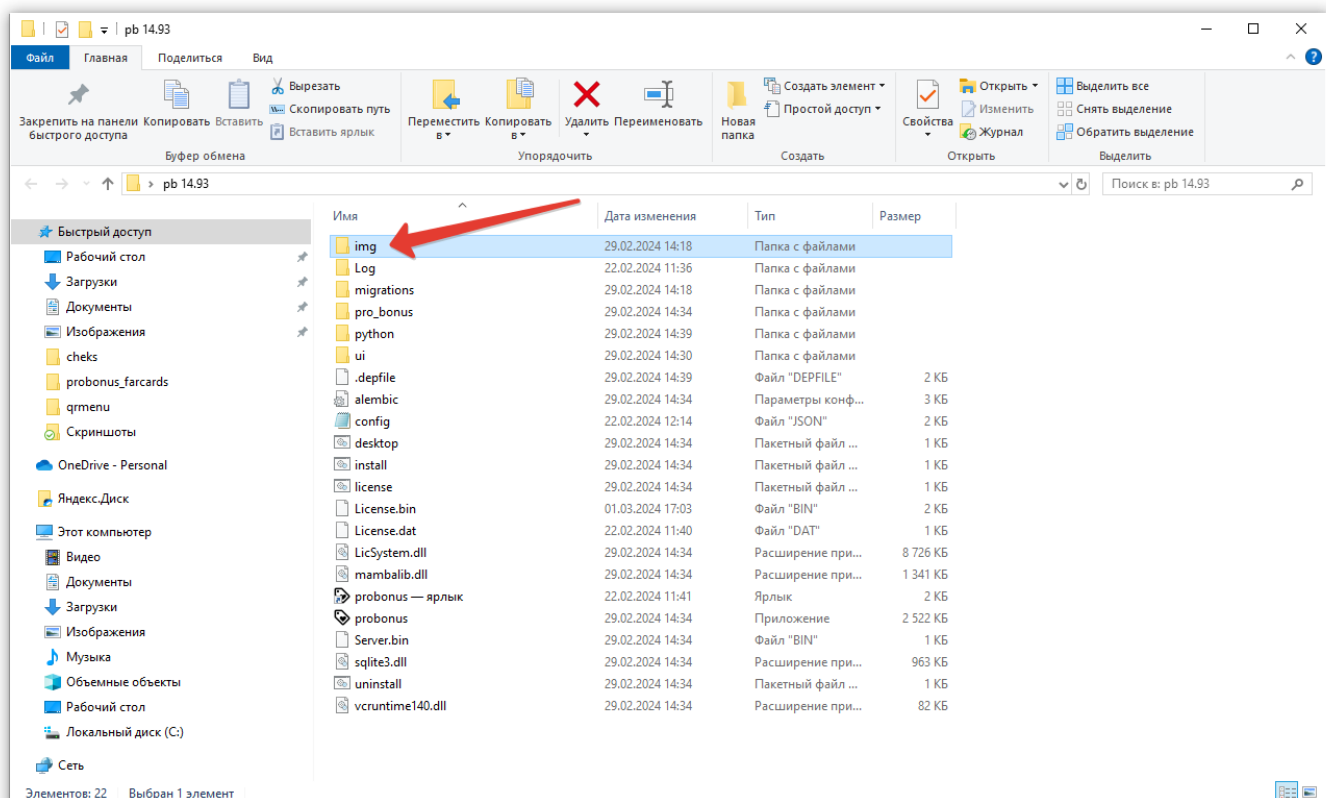 pb 14.93
Файл Главная Поделиться Вид
Закрепить на панели быстрого доступа
Копировать
Вставить
Вырезать
Скопировать путь
Вставить ярлык
Буфер обмена
Переместить в
Копировать в
Удалить
Переименовать
Упорядочить
Новая папка
Создать элемент
Простой доступ
Создать
Свойства
Открыть
Изменить
Журнал
Открыть
Выделить все
Снять выделение
Обратить выделение
Выделить
pb 14.93
Поиск в: pb 14.93
Быстрый доступ
Рабочий стол
Загрузки
Документы
Изображения
cheks
probonus_farcards
qrmenu
Скриншоты
OneDrive - Personal
Яндекс.Диск
Этот компьютер
Видео
Документы
Загрузки
Изображения
Музыка
Объемные объекты
Рабочий стол
Локальный диск (C:)
Сеть
Имя Дата изменения Тип Размер
img 29.02.2024 14:18 Папка с файлами
Log 22.02.2024 11:36 Папка с файлами
migrations 29.02.2024 14:18 Папка с файлами
pro_bonus 29.02.2024 14:34 Папка с файлами
python 29.02.2024 14:39 Папка с файлами
ui 29.02.2024 14:30 Папка с файлами
.depfile 29.02.2024 14:39 Файл "DEPFILE" 2 КБ
alembic 29.02.2024 14:34 Параметры конф... 3 КБ
config 22.02.2024 12:14 Файл "JSON" 2 КБ
desktop 29.02.2024 14:34 Пакетный файл ... 1 КБ
install 29.02.2024 14:34 Пакетный файл ... 1 КБ
license 29.02.2024 14:34 Пакетный файл ... 1 КБ
License.bin 01.03.2024 17:03 Файл "BIN" 2 КБ
License.dat 22.02.2024 11:40 Файл "DAT" 1 КБ
LicSystem.dll 29.02.2024 14:34 Расширение при... 8 726 КБ
mambalib.dll 29.02.2024 14:34 Расширение при... 1 341 КБ
probonus — ярлык 22.02.2024 11:41 Ярлык 2 КБ
probonus 29.02.2024 14:34 Приложение 2 522 КБ
Server.bin 29.02.2024 14:34 Файл "BIN" 1 КБ
sqlite3.dll 29.02.2024 14:34 Расширение при... 963 КБ
uninstall 29.02.2024 14:34 Пакетный файл ... 1 КБ
vcruntime140.dll 29.02.2024 14:34 Расширение при... 82 КБ
Элементов: 22 Выбран 1 элемент